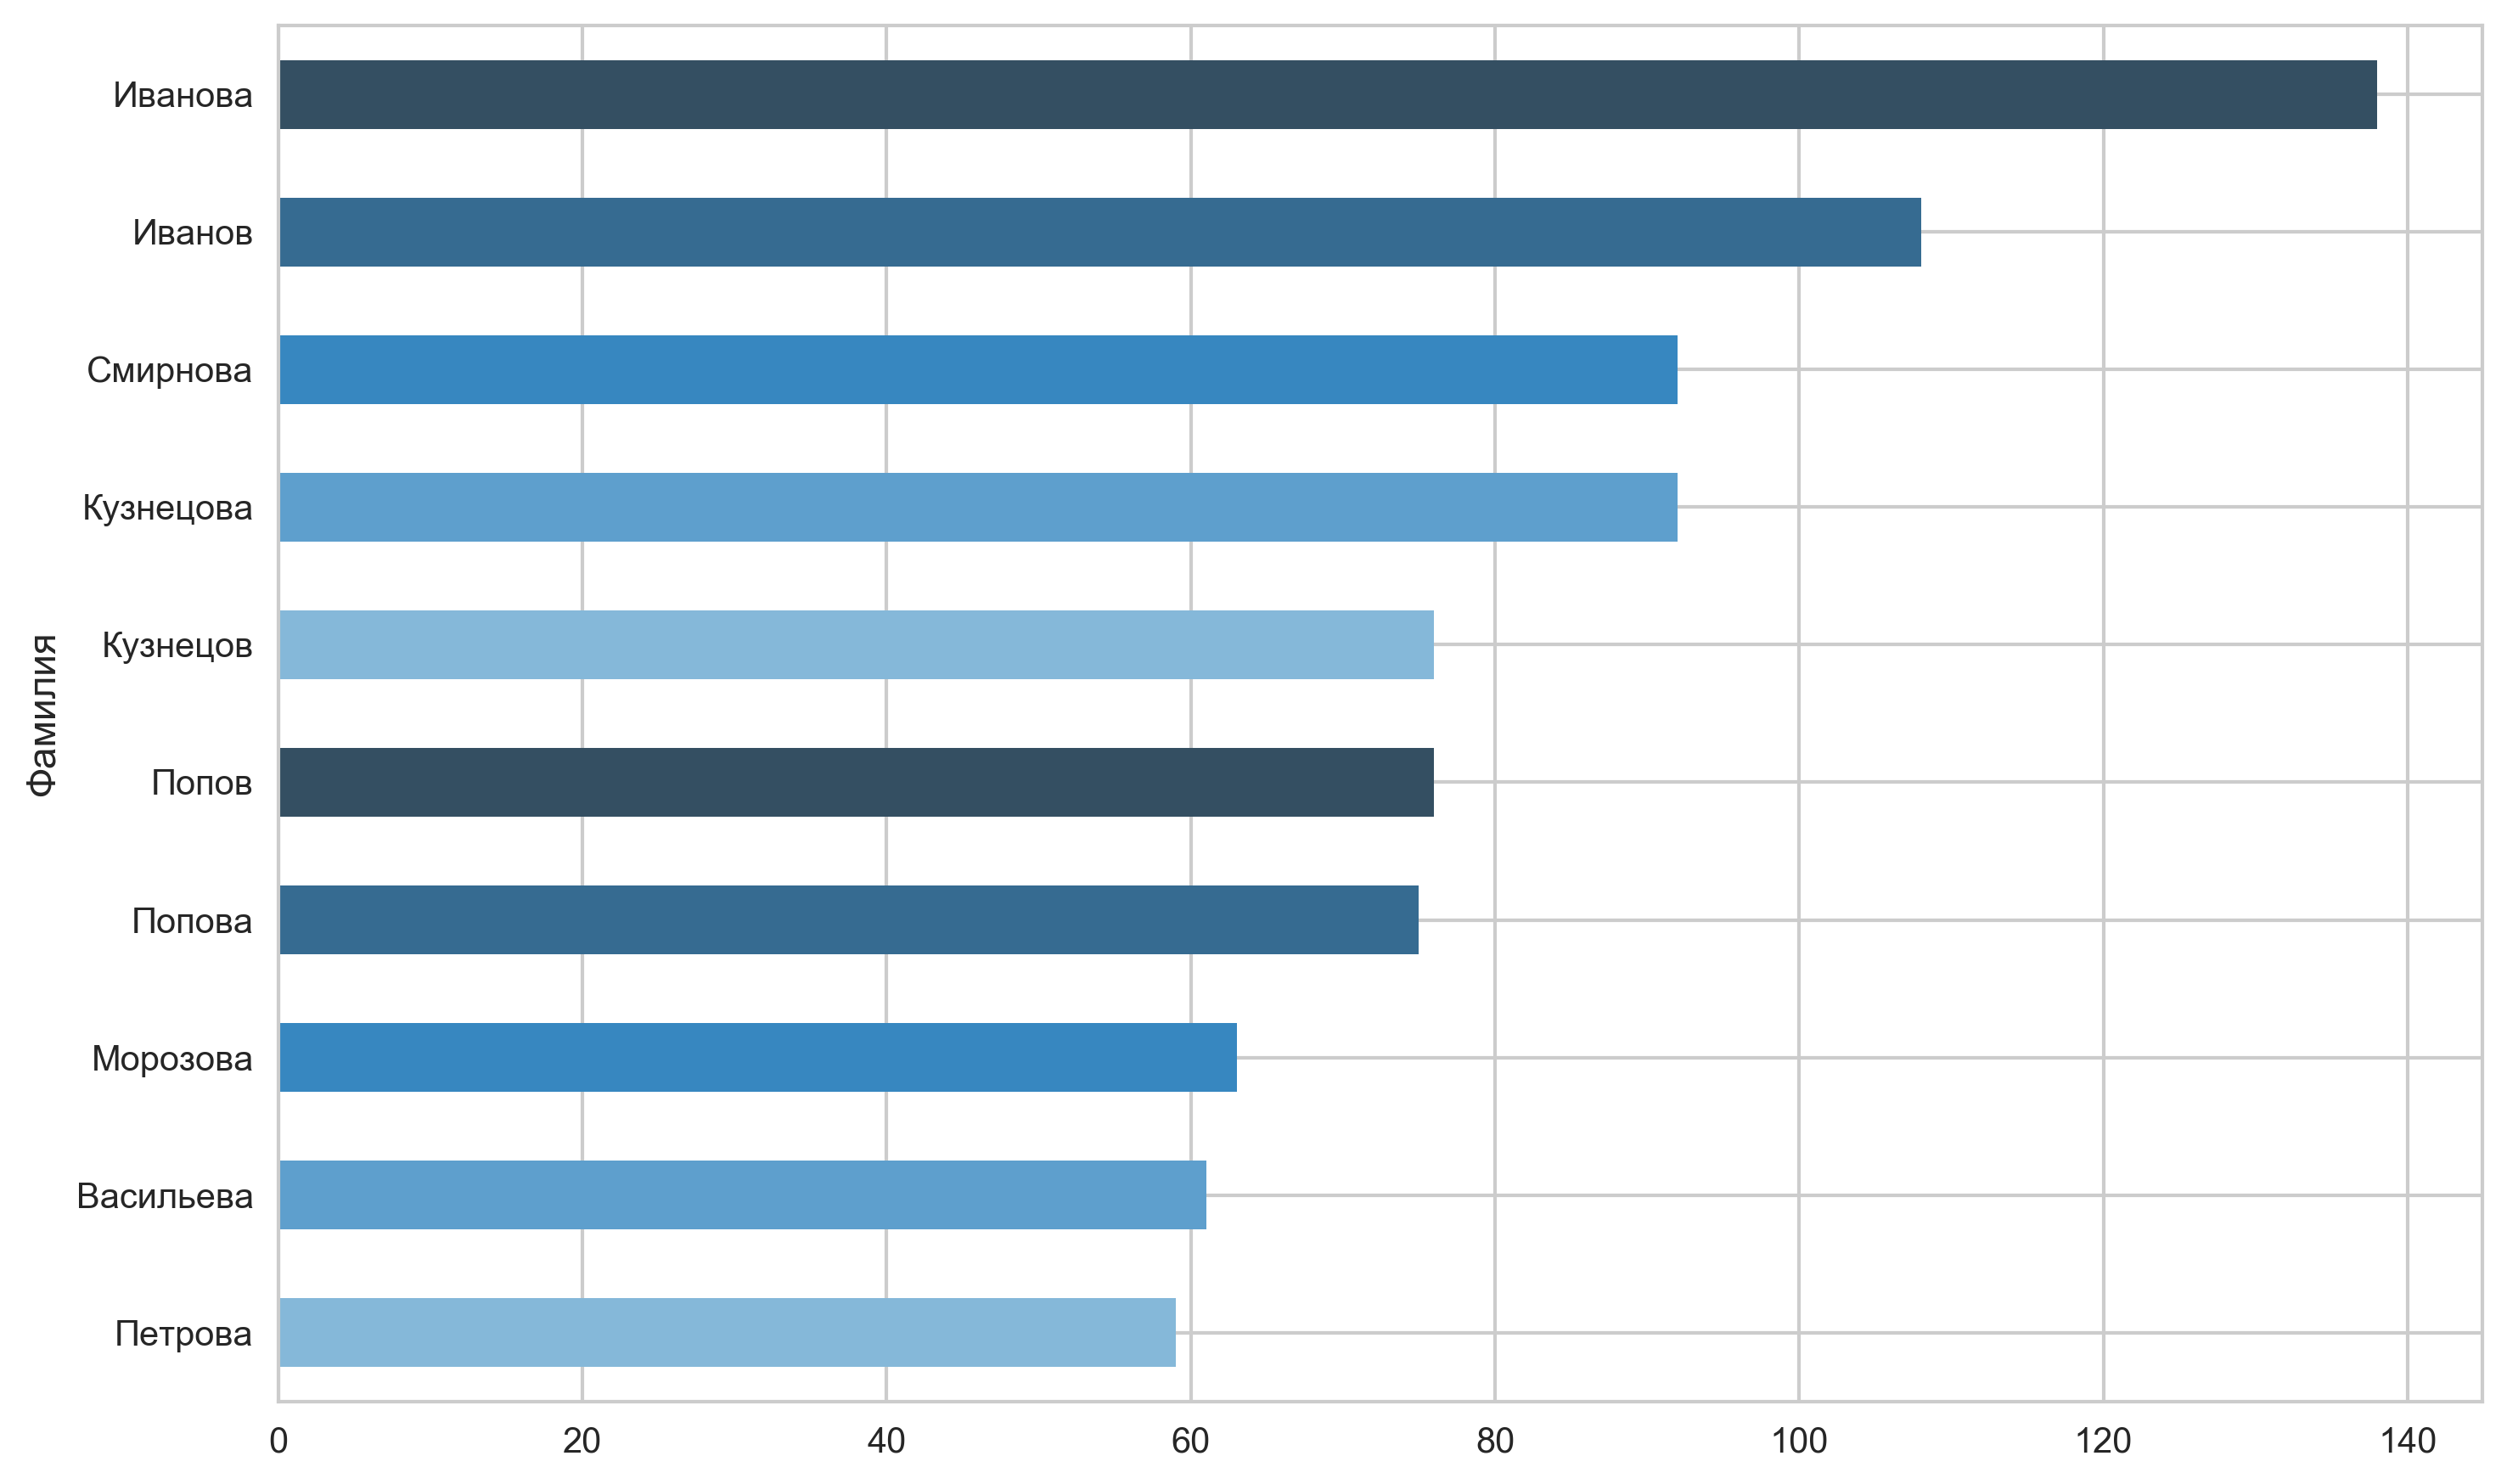 Иванова
Иванов
Смирнова
Кузнецова
Кузнецов
Попов
Попова
Морозова
Васильева
Петрова
Фамилия
0 20 40 60 80 100 120 140